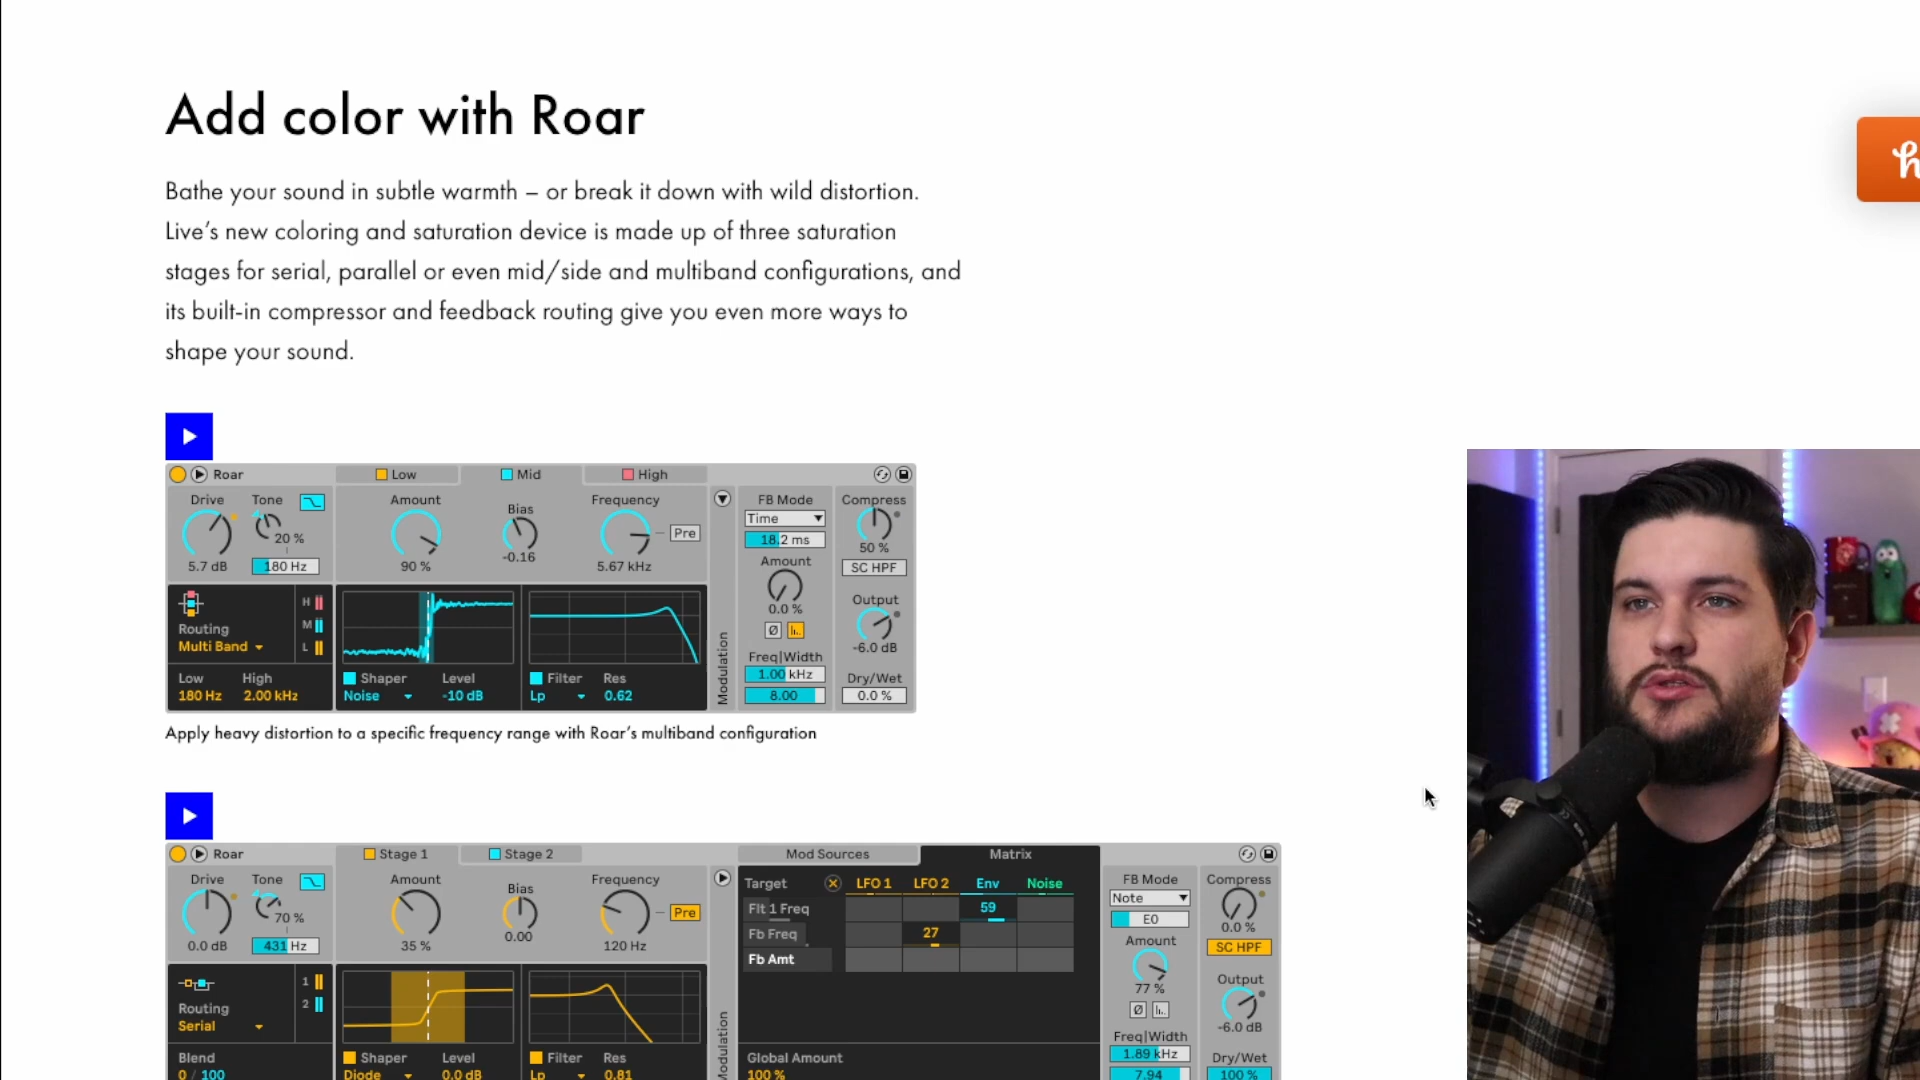 Add color with Roar
Bathe your sound in subtle warmth – or break it down with wild distortion.
Live's new coloring and saturation device is made up of three saturation
stages for serial, parallel or even mid/side and multiband configurations, and
its built-in compressor and feedback routing give you even more ways to
shape your sound.
Roar
Low
Mid
High
Drive
Tone
Amount
Bias
Frequency
FB Mode
Compress
Time
20 %
Pre
18.2 ms
5.7 dB
180 Hz
90 %
-0.16
5.67 kHz
Amount
50 %
SC HPF
H
M
L
Routing
Multi Band
0.0 %
Output
-6.0 dB
Modulation
Freq|Width
1.00 kHz
8.00
Low
High
180 Hz
2.00 kHz
Shaper
Level
Noise
-10 dB
Filter
Res
Lp
0.62
Dry/Wet
0.0 %
Apply heavy distortion to a specific frequency range with Roar's multiband configuration
Roar
Stage 1
Stage 2
Mod Sources
Matrix
Drive
Tone
Amount
Bias
Frequency
Target
LFO 1
LFO 2
Env
Noise
FB Mode
Compress
Note
70 %
Pre
Flt 1 Freq
59
E0
0.0 dB
431 Hz
35 %
0.00
120 Hz
Fb Freq
27
Amount
0.0 %
SC HPF
Fb Amt
77 %
1
2
Routing
Serial
Output
-6.0 dB
Modulation
Freq|Width
1.89 kHz
7.94
Blend
0 / 100
Shaper
Level
Diode
0.0 dB
Filter
Res
Lp
0.81
Global Amount
100 %
Dry/Wet
100 %
h